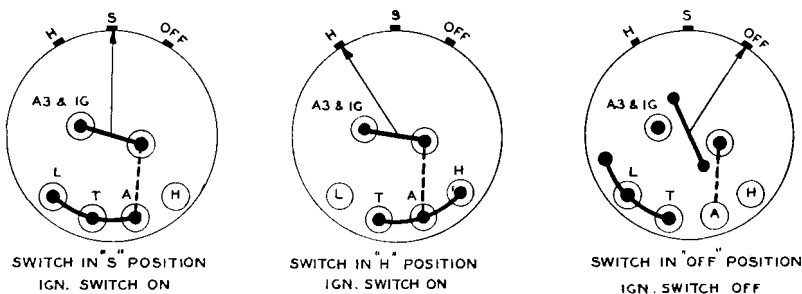 H S OFF
A3 & IG
L T A H
SWITCH IN "S" POSITION
IGN. SWITCH ON
H S OFF
A3 & IG
L T A H
SWITCH IN "H" POSITION
IGN. SWITCH ON
H S OFF
A3 & IG
L T A H
SWITCH IN "OFF" POSITION
IGN. SWITCH OFF